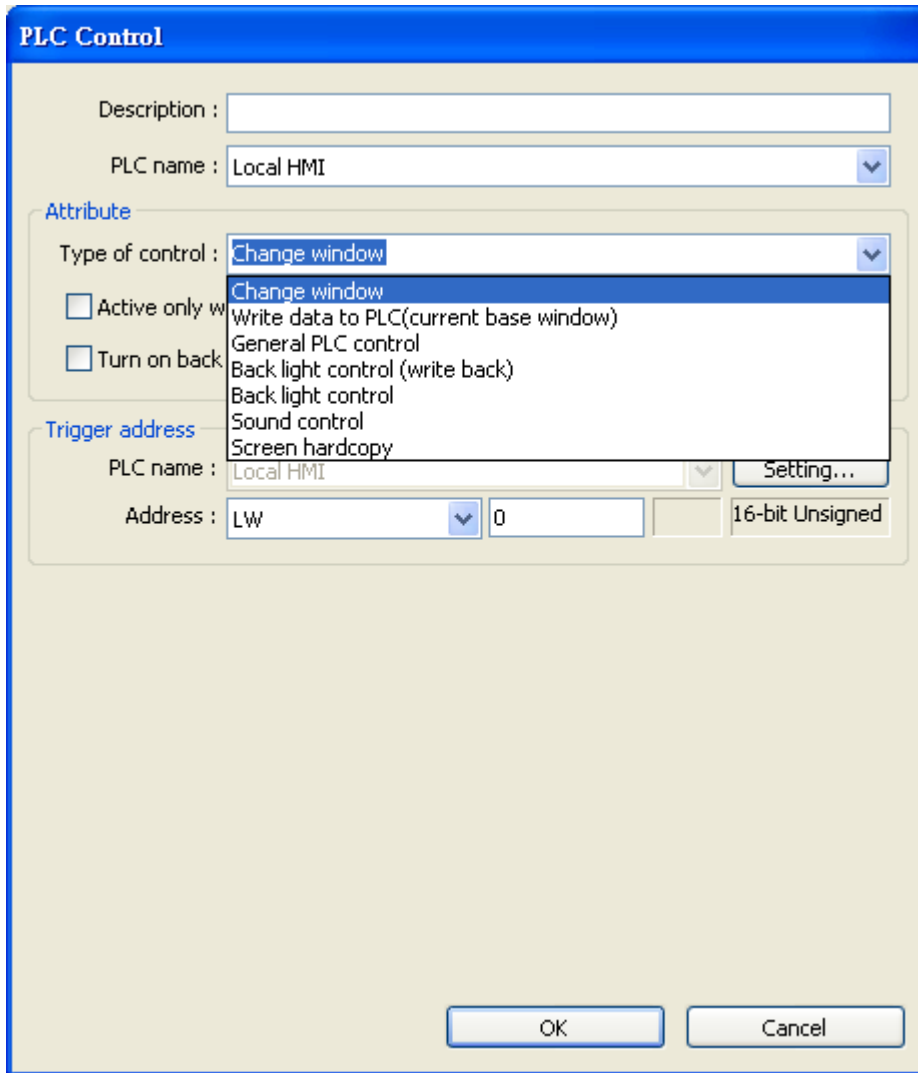 PLC Control
Description :
PLC name : Local HMI
Attribute
Type of control : Change window
Change window
Active only w
Write data to PLC(current base window)
General PLC control
Turn on back
Back light control (write back)
Back light control
Sound control
Screen hardcopy
Trigger address
PLC name : Local HMI Setting...
Address : LW 0 16-bit Unsigned
OK Cancel